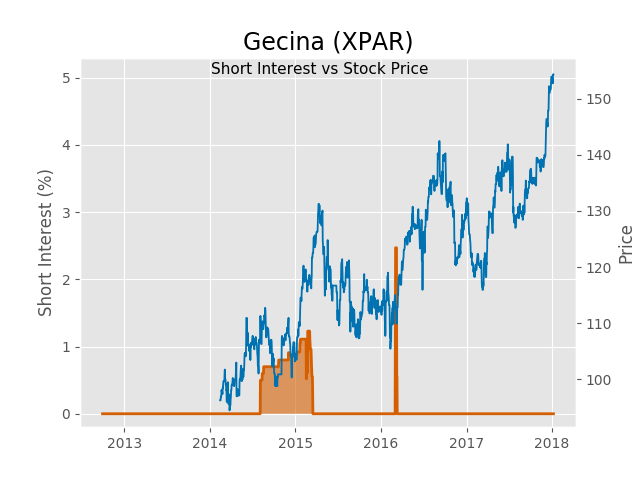 Gecina (XPAR)
Short Interest vs Stock Price
Short Interest (%)
5
4
3
2
1
0
150
140
130
120
110
100
Price
2013 2014 2015 2016 2017 2018